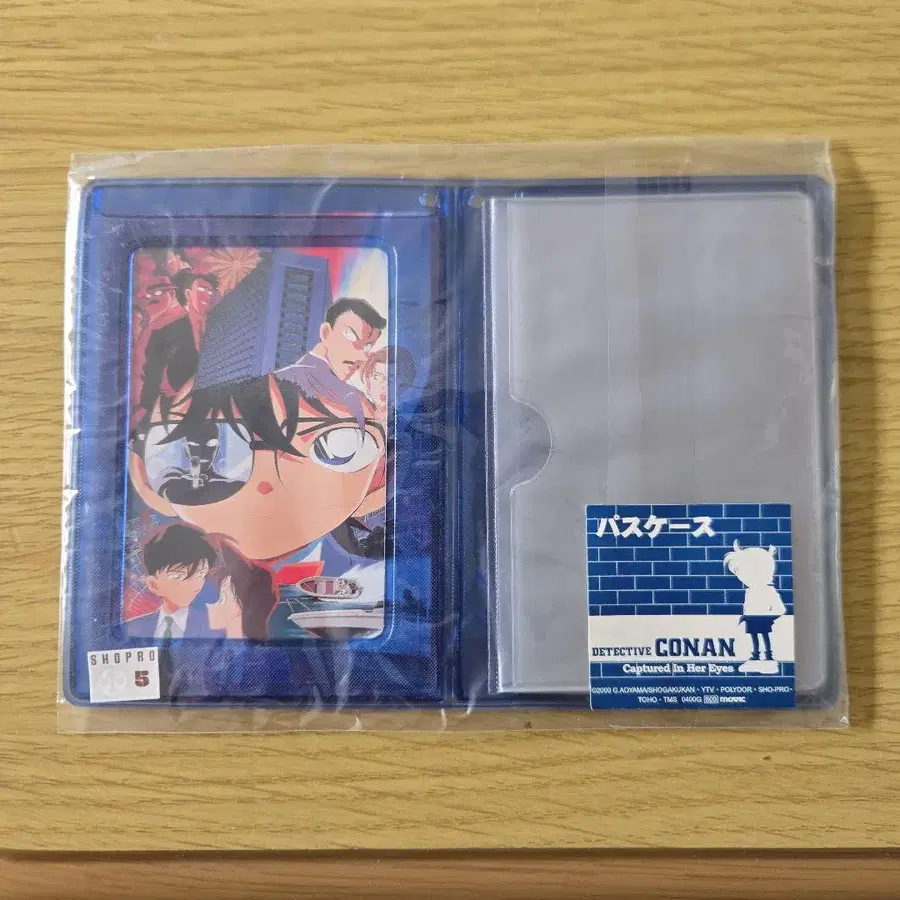 SHOPRO
5
パスケース
DETECTIVE CONAN
Captured In Her Eyes
©2000 G.AOYAMA/SHOGAKUKAN・YTV・POLYDOR・SHO-PRO・
TOHO・TMS 0400G 600 movic